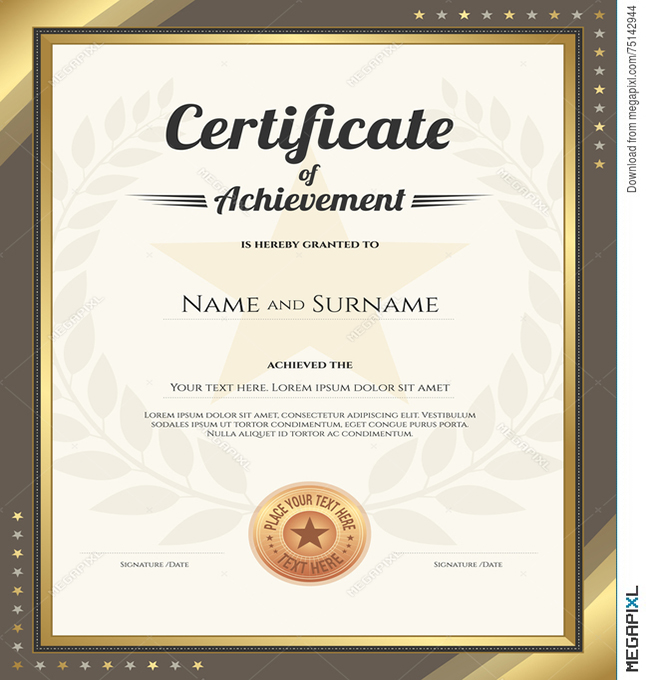 Certificate
of
Achievement
IS HEREBY GRANTED TO
NAME AND SURNAME
ACHIEVED THE
YOUR TEXT HERE. LOREM IPSUM DOLOR SIT AMET
LOREM IPSUM DOLOR SIT AMET, CONSECTETUR ADIPISCING ELIT. VESTIBULUM
SODALES IPSUM UT TORTOR CONDIMENTUM, EGET CONGUE PURUS PORTA.
NULLA ALIQUID ET TORTOR AC CONDIMENTUM.
PLACE YOUR TEXT HERE
TEXT HERE
SIGNATURE /DATE
SIGNATURE /DATE
Download from megapixl.com/75142944
MEGAPIXL